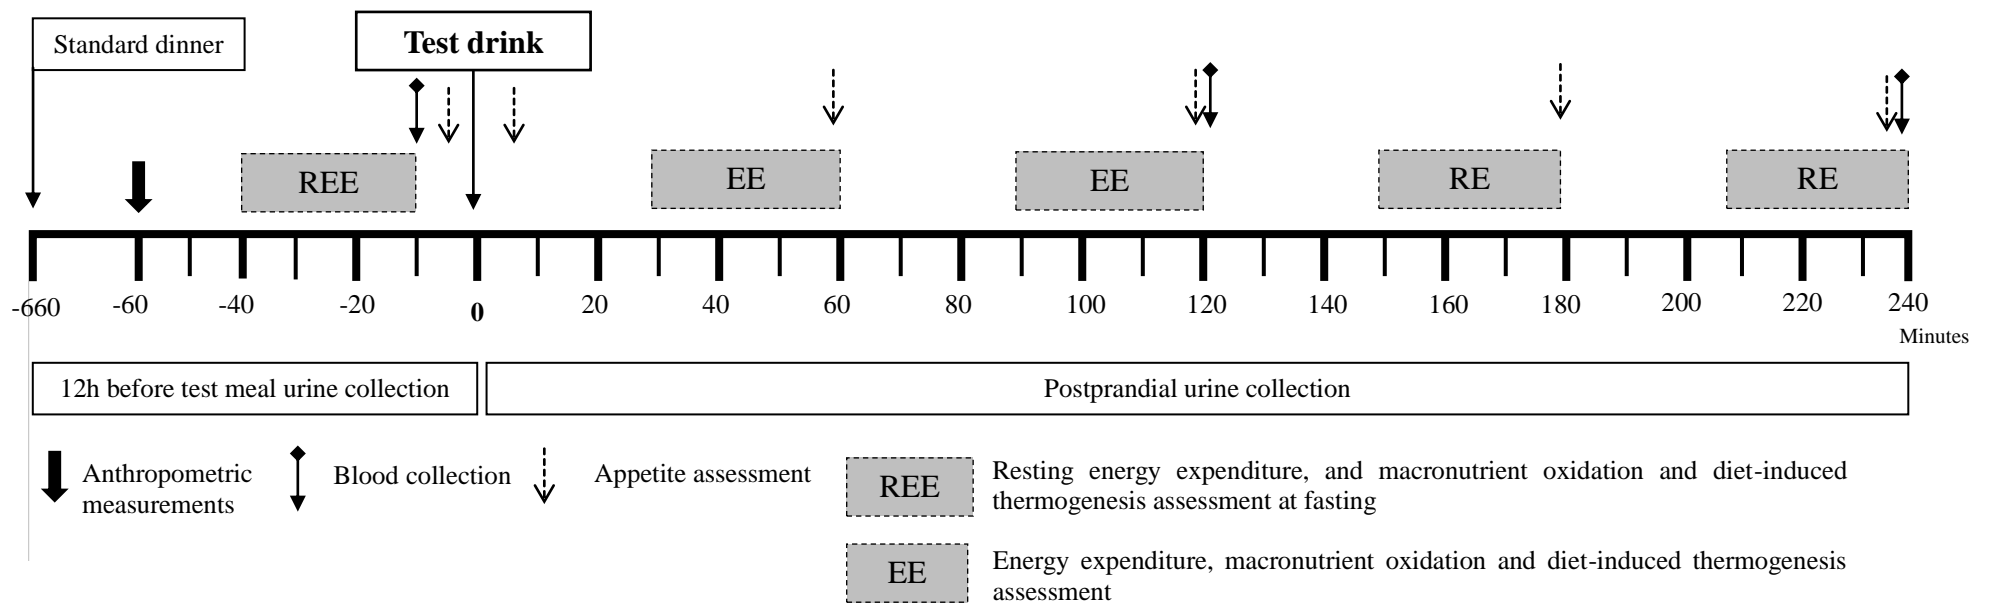 Standard dinner
Test drink
REE
EE
EE
RE
RE
-660
-60
-40
-20
0
20
40
60
80
100
120
140
160
180
200
220
240
Minutes
12h before test meal urine collection
Postprandial urine collection
Anthropometric
measurements
Blood collection
Appetite assessment
REE
Resting energy expenditure, and macronutrient oxidation and diet-induced
thermogenesis assessment at fasting
EE
Energy expenditure, macronutrient oxidation and diet-induced thermogenesis
assessment